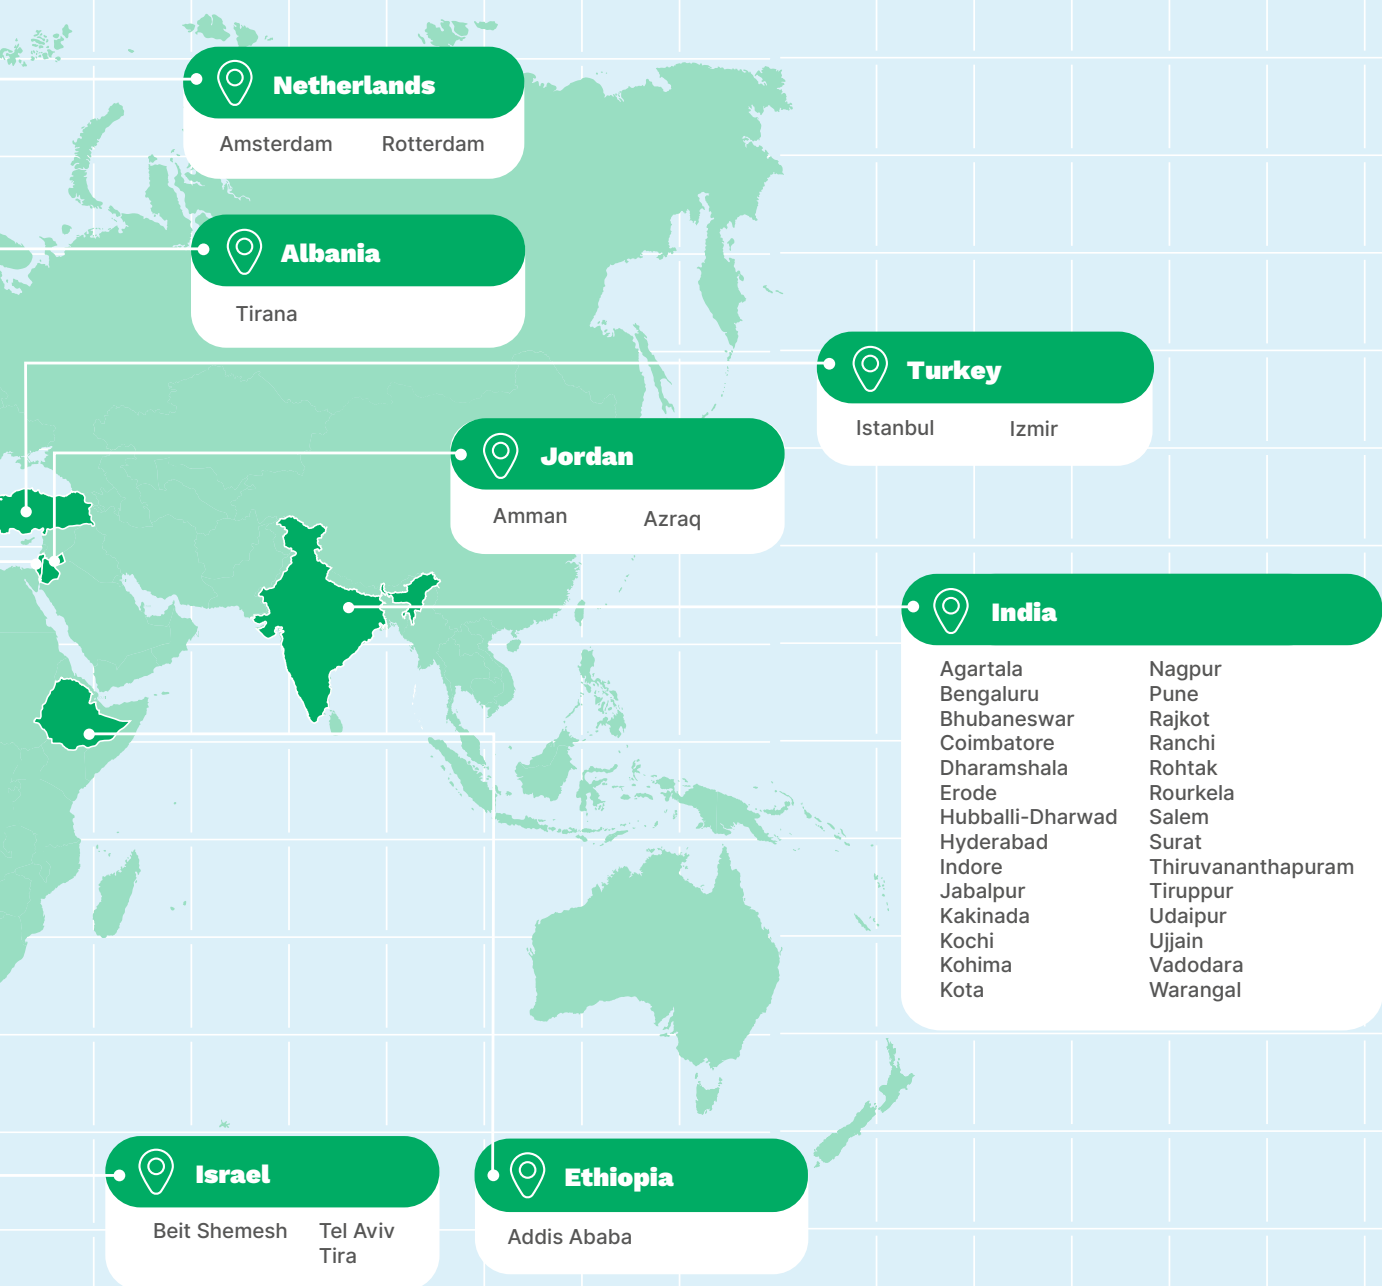 Netherlands
Amsterdam Rotterdam
Albania
Tirana
Turkey
Istanbul Izmir
Jordan
Amman Azraq
India
Agartala
Bengaluru
Bhubaneswar
Coimbatore
Dharamshala
Erode
Hubballi-Dharwad
Hyderabad
Indore
Jabalpur
Kakinada
Kochi
Kohima
Kota
Nagpur
Pune
Rajkot
Ranchi
Rohtak
Rourkela
Salem
Surat
Thiruvananthapuram
Tiruppur
Udaipur
Ujjain
Vadodara
Warangal
Israel
Beit Shemesh Tel Aviv
Tira
Ethiopia
Addis Ababa